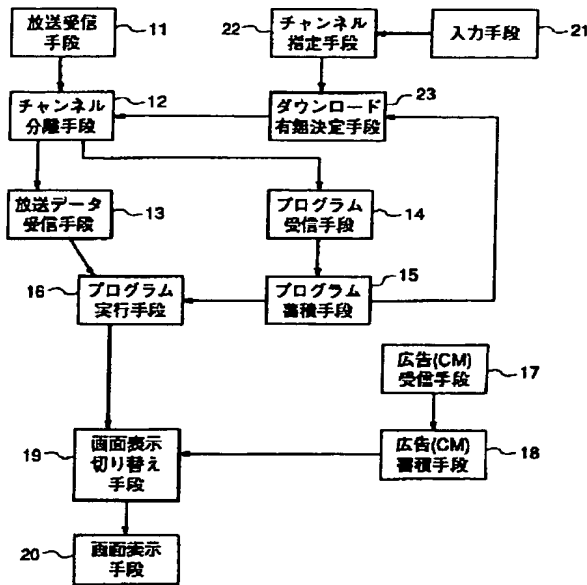 放送受信
手段
11
22
チャンネル
指定手段
入力手段
21
チャンネル
分離手段
12
ダウンロード
有無決定手段
23
放送データ
受信手段
13
プログラム
受信手段
14
16
プログラム
実行手段
プログラム
蓄積手段
15
広告(CM)
受信手段
17
19
画面表示
切り替え
手段
広告(CM)
蓄積手段
18
20
画面表示
手段